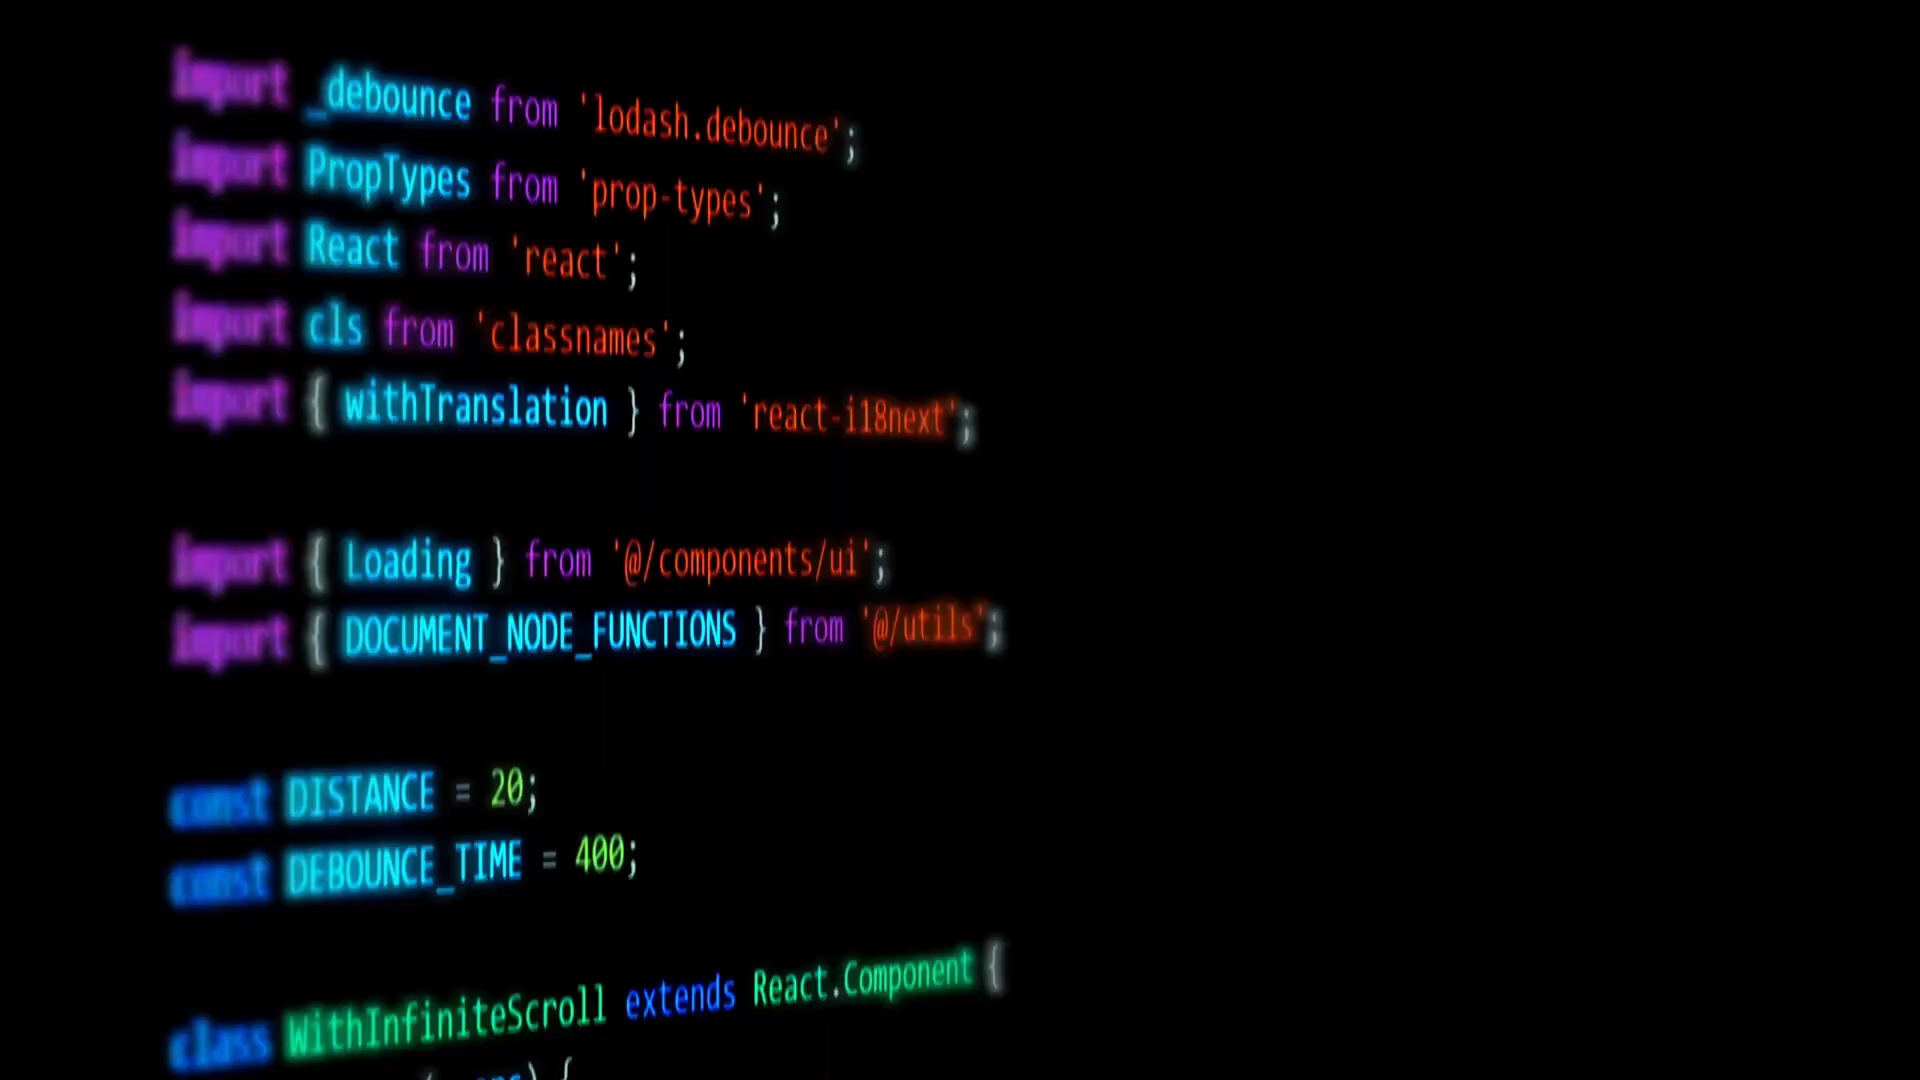 import _debounce from 'lodash.debounce';
import PropTypes from 'prop-types';
import React from 'react';
import cls from 'classnames';
import { withTranslation } from 'react-i18next';
import { Loading } from '@/components/ui';
import { DOCUMENT_NODE_FUNCTIONS } from '@/utils';
const DISTANCE = 20;
const DEBOUNCE_TIME = 400;
class WithInfiniteScroll extends React.Component {
) {